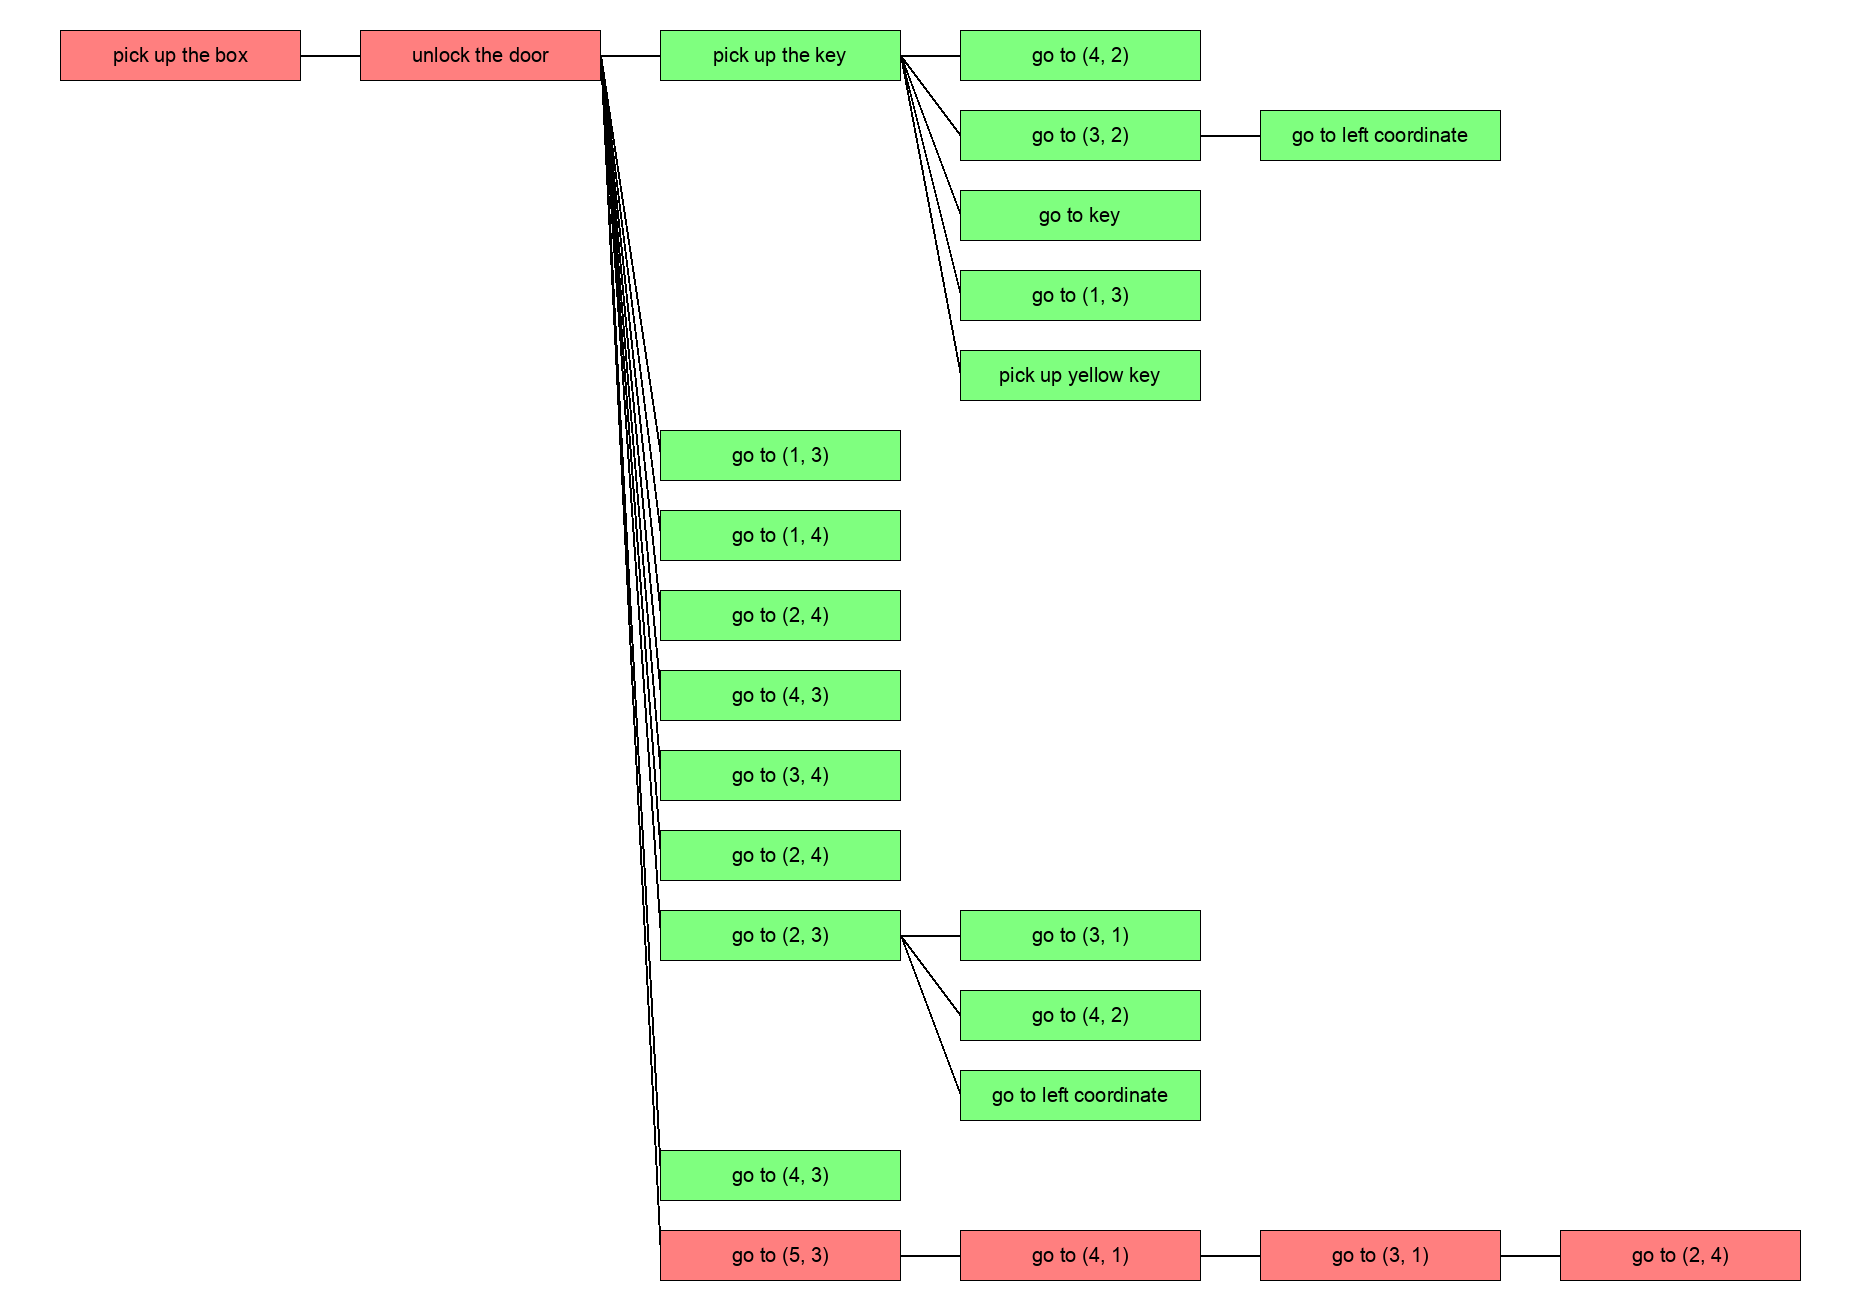 pick up the box
unlock the door
pick up the key
go to (4, 2)
go to (3, 2)
go to left coordinate
go to key
go to (1, 3)
pick up yellow key
go to (1, 3)
go to (1, 4)
go to (2, 4)
go to (4, 3)
go to (3, 4)
go to (2, 4)
go to (2, 3)
go to (3, 1)
go to (4, 2)
go to left coordinate
go to (4, 3)
go to (5, 3)
go to (4, 1)
go to (3, 1)
go to (2, 4)